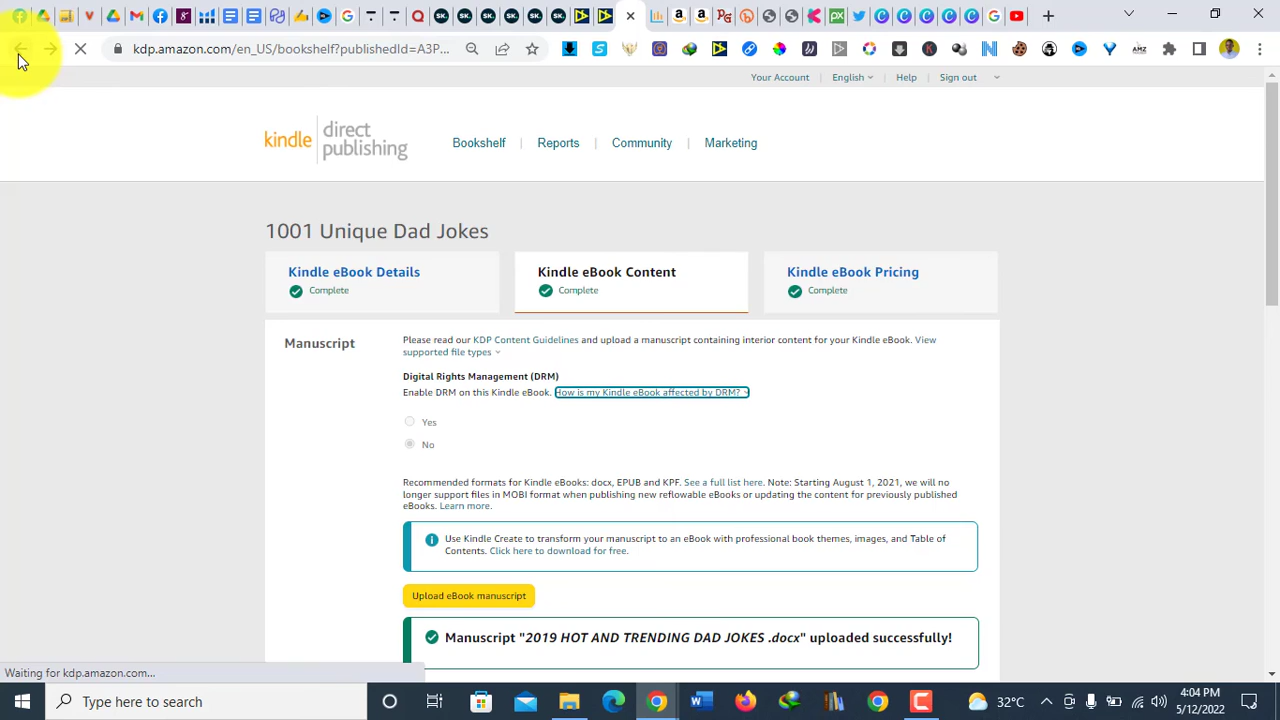 kdp.amazon.com/en_US/bookshelf?publishedId=A3P...
Your Account
English
Help
Sign out
kindle direct publishing
Bookshelf
Reports
Community
Marketing
1001 Unique Dad Jokes
Kindle eBook Details
Complete
Kindle eBook Content
Complete
Kindle eBook Pricing
Complete
Manuscript
Please read our KDP Content Guidelines and upload a manuscript containing interior content for your Kindle eBook. View
supported file types
Digital Rights Management (DRM)
Enable DRM on this Kindle eBook. How is my Kindle eBook affected by DRM?
Yes
No
Recommended formats for Kindle eBooks: docx, EPUB and KPF. See a full list here. Note: Starting August 1, 2021, we will no
longer support files in MOBI format when publishing new reflowable eBooks or updating the content for previously published
eBooks. Learn more.
Use Kindle Create to transform your manuscript to an eBook with professional book themes, images, and Table of
Contents. Click here to download for free.
Upload eBook manuscript
Manuscript "2019 HOT AND TRENDING DAD JOKES .docx" uploaded successfully!
Waiting for kdp.amazon.com...
Type here to search
32°C
4:04 PM
5/12/2022